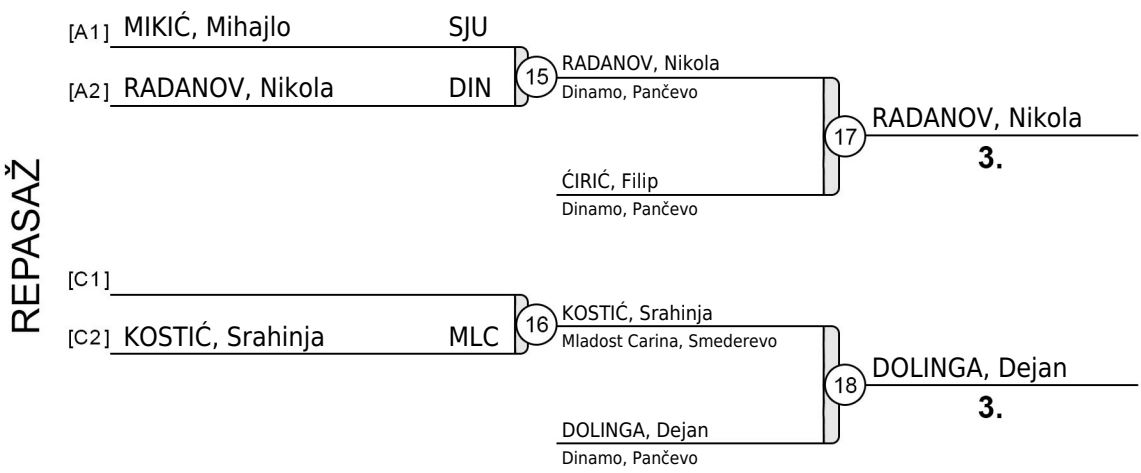 REPASAŽ
[A1] MIKIĆ, Mihajlo SJU
[A2] RADANOV, Nikola DIN
15
RADANOV, Nikola
Dinamo, Pančevo
17
RADANOV, Nikola
3.
ĆIRIĆ, Filip
Dinamo, Pančevo
[C1]
[C2] KOSTIĆ, Srahinja MLC
16
KOSTIĆ, Srahinja
Mladost Carina, Smederevo
18
DOLINGA, Dejan
3.
DOLINGA, Dejan
Dinamo, Pančevo